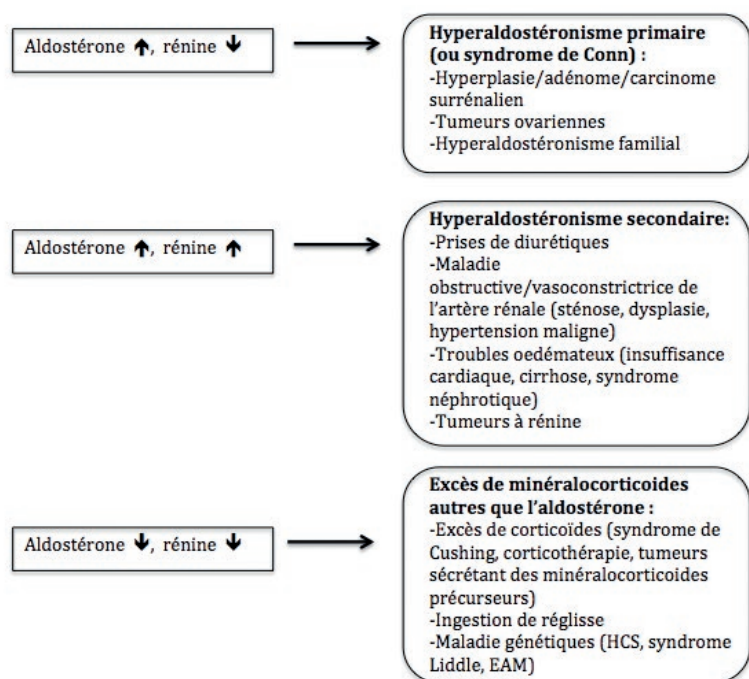 Aldostérone ↑, rénine ↓
Hyperaldostéronisme primaire
(ou syndrome de Conn) :
-Hyperplasie/adénome/carcinome
surrénalien
-Tumeurs ovariennes
-Hyperaldostéronisme familial
Aldostérone ↑, rénine ↑
Hyperaldostéronisme secondaire:
-Prises de diurétiques
-Maladie
obstructive/vasoconstrictrice de
l’artère rénale (sténose, dysplasie,
hypertension maligne)
-Troubles oedémateux (insuffisance
cardiaque, cirrhose, syndrome
néphrotique)
-Tumeurs à rénine
Aldostérone ↓, rénine ↓
Excès de minéralocorticoides
autres que l’aldostérone :
-Excès de corticoïdes (syndrome de
Cushing, corticothérapie, tumeurs
sécrétant des minéralocorticoides
précurseurs)
-Ingestion de réglisse
-Maladie génétiques (HCS, syndrome
Liddle, EAM)